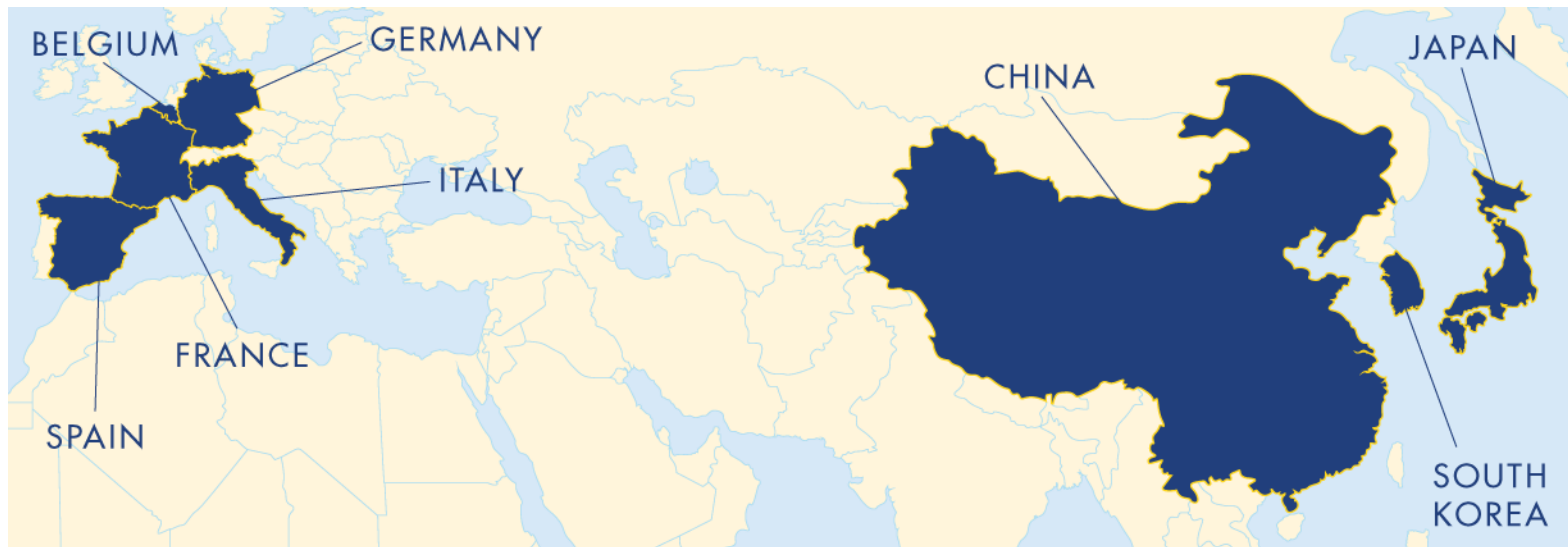 BELGIUM
GERMANY
CHINA
JAPAN
ITALY
FRANCE
SPAIN
SOUTH
KOREA